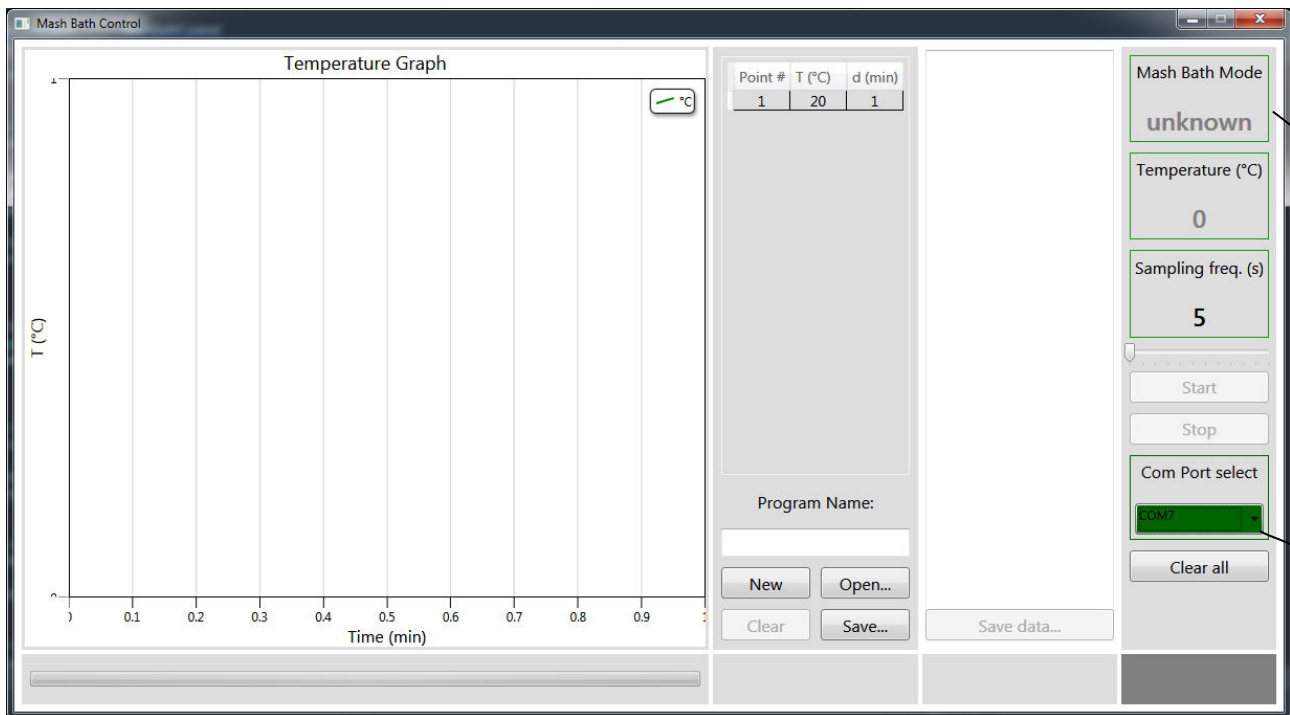 Mash Bath Control
Temperature Graph
1
°C
T (°C)
0.1 0.2 0.3 0.4 0.5 0.6 0.7 0.8 0.9
Time (min)
Point # T (°C) d (min)
1 20 1
Program Name:
New Open...
Clear Save...
Save data...
Mash Bath Mode
unknown
Temperature (°C)
0
Sampling freq. (s)
5
Start
Stop
Com Port select
COM7
Clear all